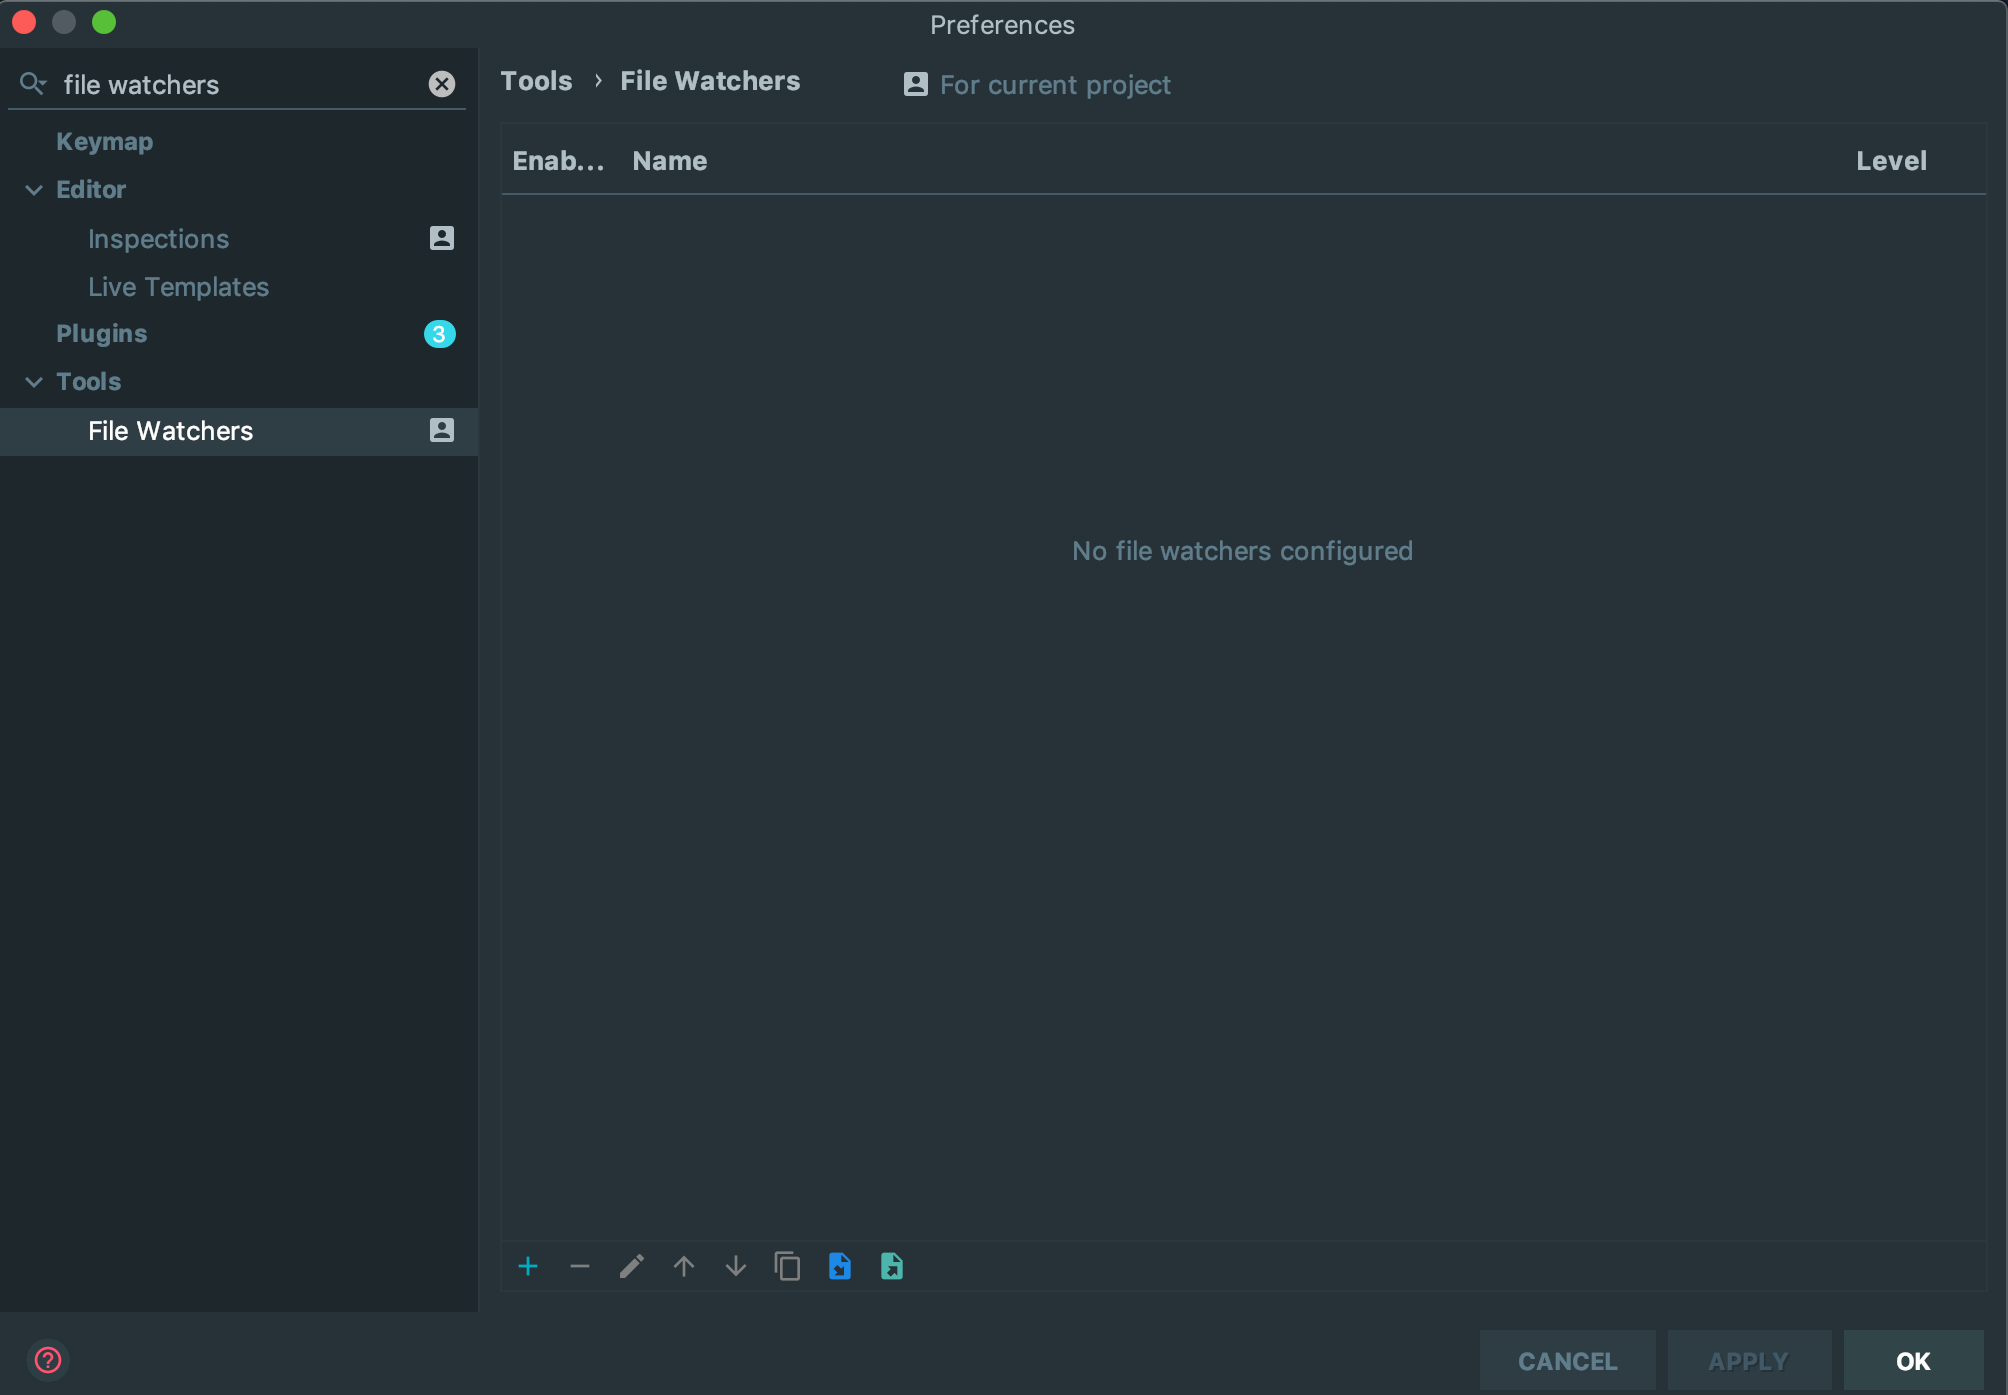 Preferences
file watchers
Keymap
Editor
Inspections
Live Templates
Plugins 3
Tools
File Watchers
Tools › File Watchers
For current project
Enab... Name Level
No file watchers configured
?
CANCEL APPLY OK